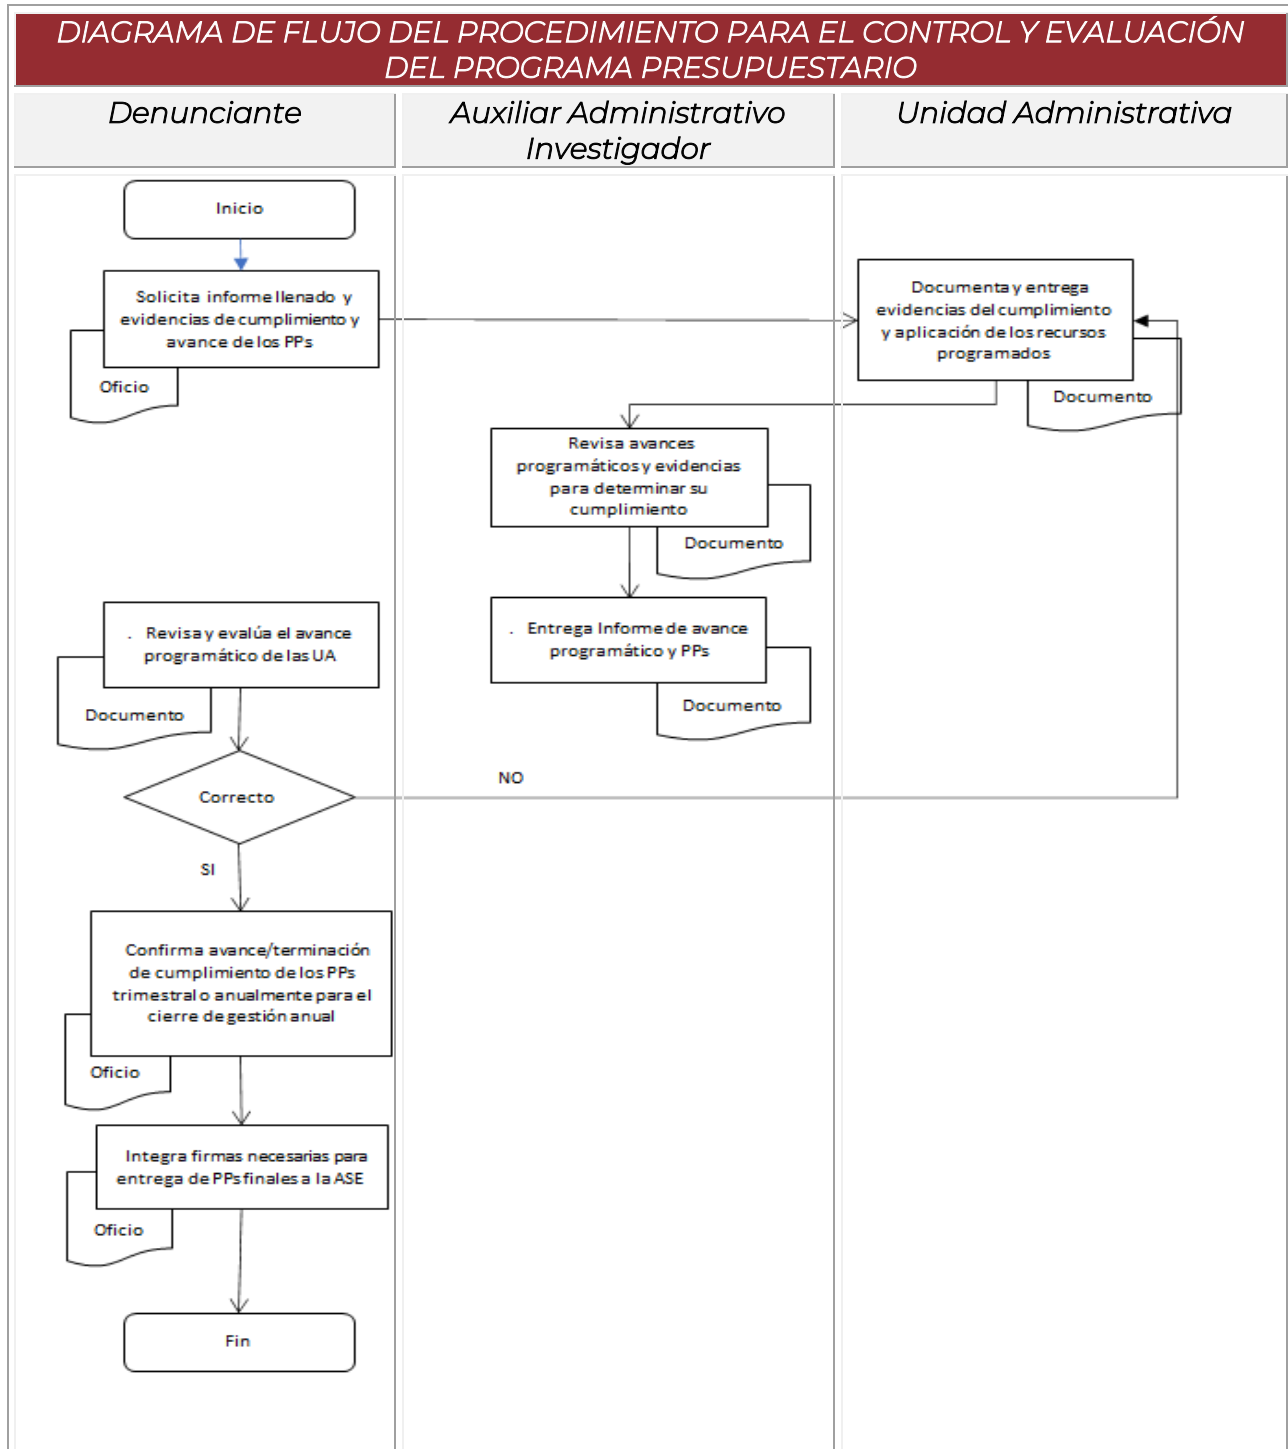 DIAGRAMA DE FLUJO DEL PROCEDIMIENTO PARA EL CONTROL Y EVALUACIÓN
DEL PROGRAMA PRESUPUESTARIO
Denunciante
Auxiliar Administrativo
Investigador
Unidad Administrativa
Inicio
Solicita informe llenado y
evidencias de cumplimiento y
avance de los PPs
Oficio
Documenta y entrega
evidencias del cumplimiento
y aplicación de los recursos
programados
Documento
Revisa avances
programáticos y evidencias
para determinar su
cumplimiento
Documento
. Entrega Informe de avance
programático y PPs
Documento
. Revisa y evalúa el avance
programático de las UA
Documento
Correcto
NO
SI
Confirma avance/terminación
de cumplimiento de los PPs
trimestral o anualmente para el
cierre de gestión anual
Oficio
Integra firmas necesarias para
entrega de PPs finales a la ASE
Oficio
Fin